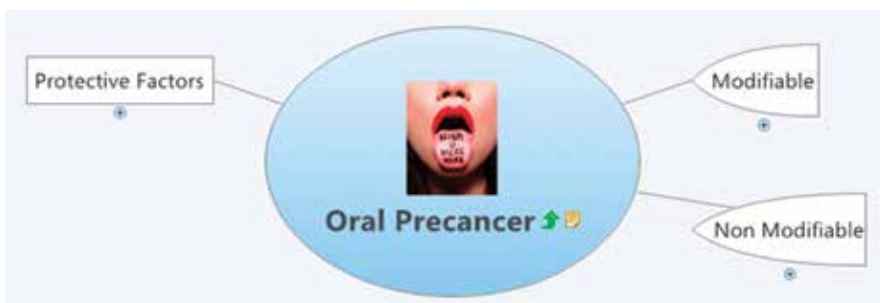 Protective Factors
Modifiable
Oral Precancer
Non Modifiable